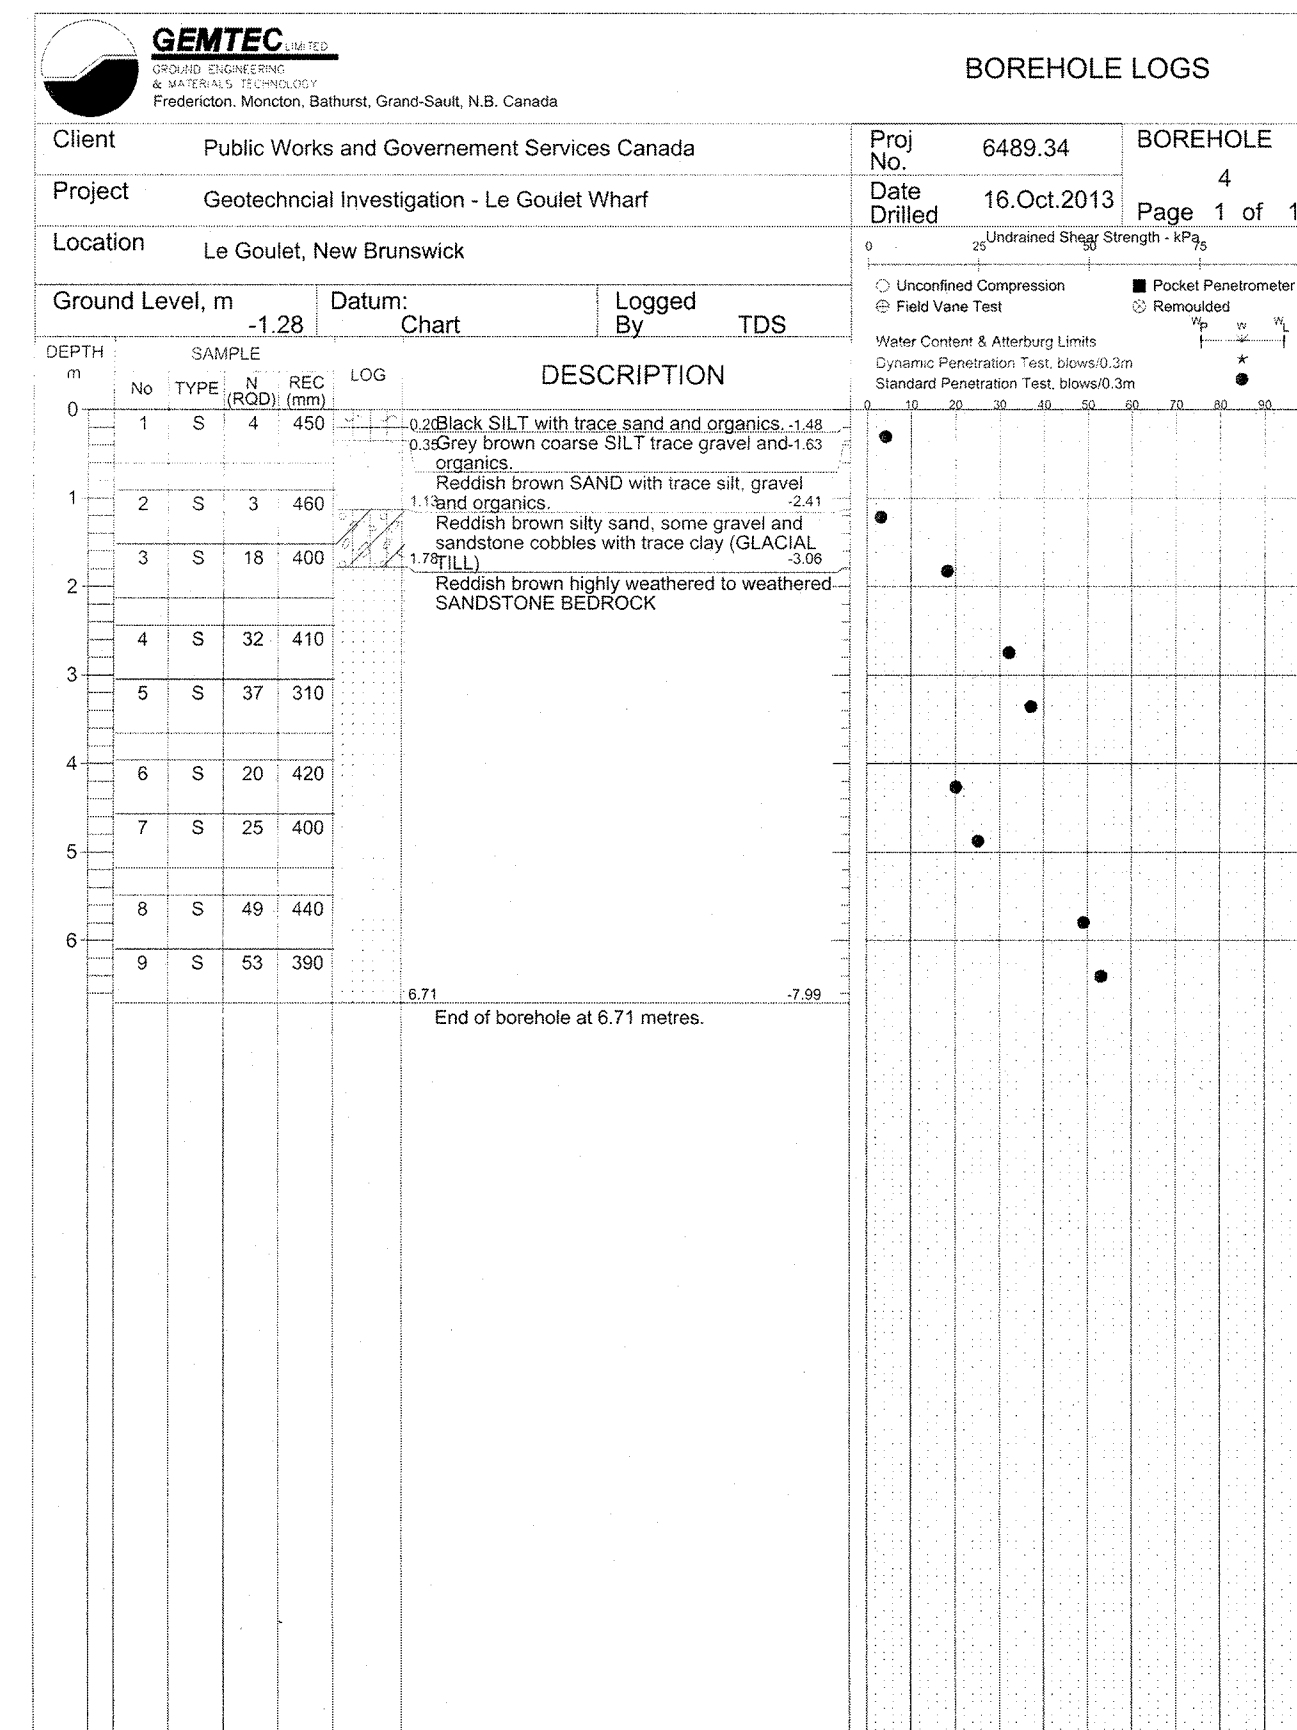 GEMTEC LIMITED
GROUND ENGINEERING
& MATERIALS TECHNOLOGY
Fredericton, Moncton, Bathurst, Grand-Sault, N.B. Canada
BOREHOLE LOGS
Client Public Works and Governement Services Canada
Proj No. 6489.34
BOREHOLE
4
Page 1 of 1
Project Geotechncial Investigation - Le Goulet Wharf
Date Drilled 16.Oct.2013
Location Le Goulet, New Brunswick
Ground Level, m -1.28
Datum: Chart
Logged By TDS
Undrained Shear Strength - kPa
0 25 50 75
Unconfined Compression
Pocket Penetrometer
Field Vane Test
Remoulded
Water Content & Atterburg Limits WP W WL
Dynamic Penetration Test, blows/0.3m
Standard Penetration Test, blows/0.3m
0 10 20 30 40 50 60 70 80 90
DEPTH m
SAMPLE
No TYPE N (RQD) REC (mm)
LOG
DESCRIPTION
0
1 S 4 450
0.20 Black SILT with trace sand and organics. -1.48
0.35 Grey brown coarse SILT trace gravel and -1.63
organics.
Reddish brown SAND with trace silt, gravel
1
2 S 3 460
1.13 and organics. -2.41
Reddish brown silty sand, some gravel and
sandstone cobbles with trace clay (GLACIAL
3 S 18 400
1.78 TILL) -3.06
2
Reddish brown highly weathered to weathered
SANDSTONE BEDROCK
4 S 32 410
3
5 S 37 310
4
6 S 20 420
7 S 25 400
5
8 S 49 440
6
9 S 53 390
6.71 -7.99
End of borehole at 6.71 metres.